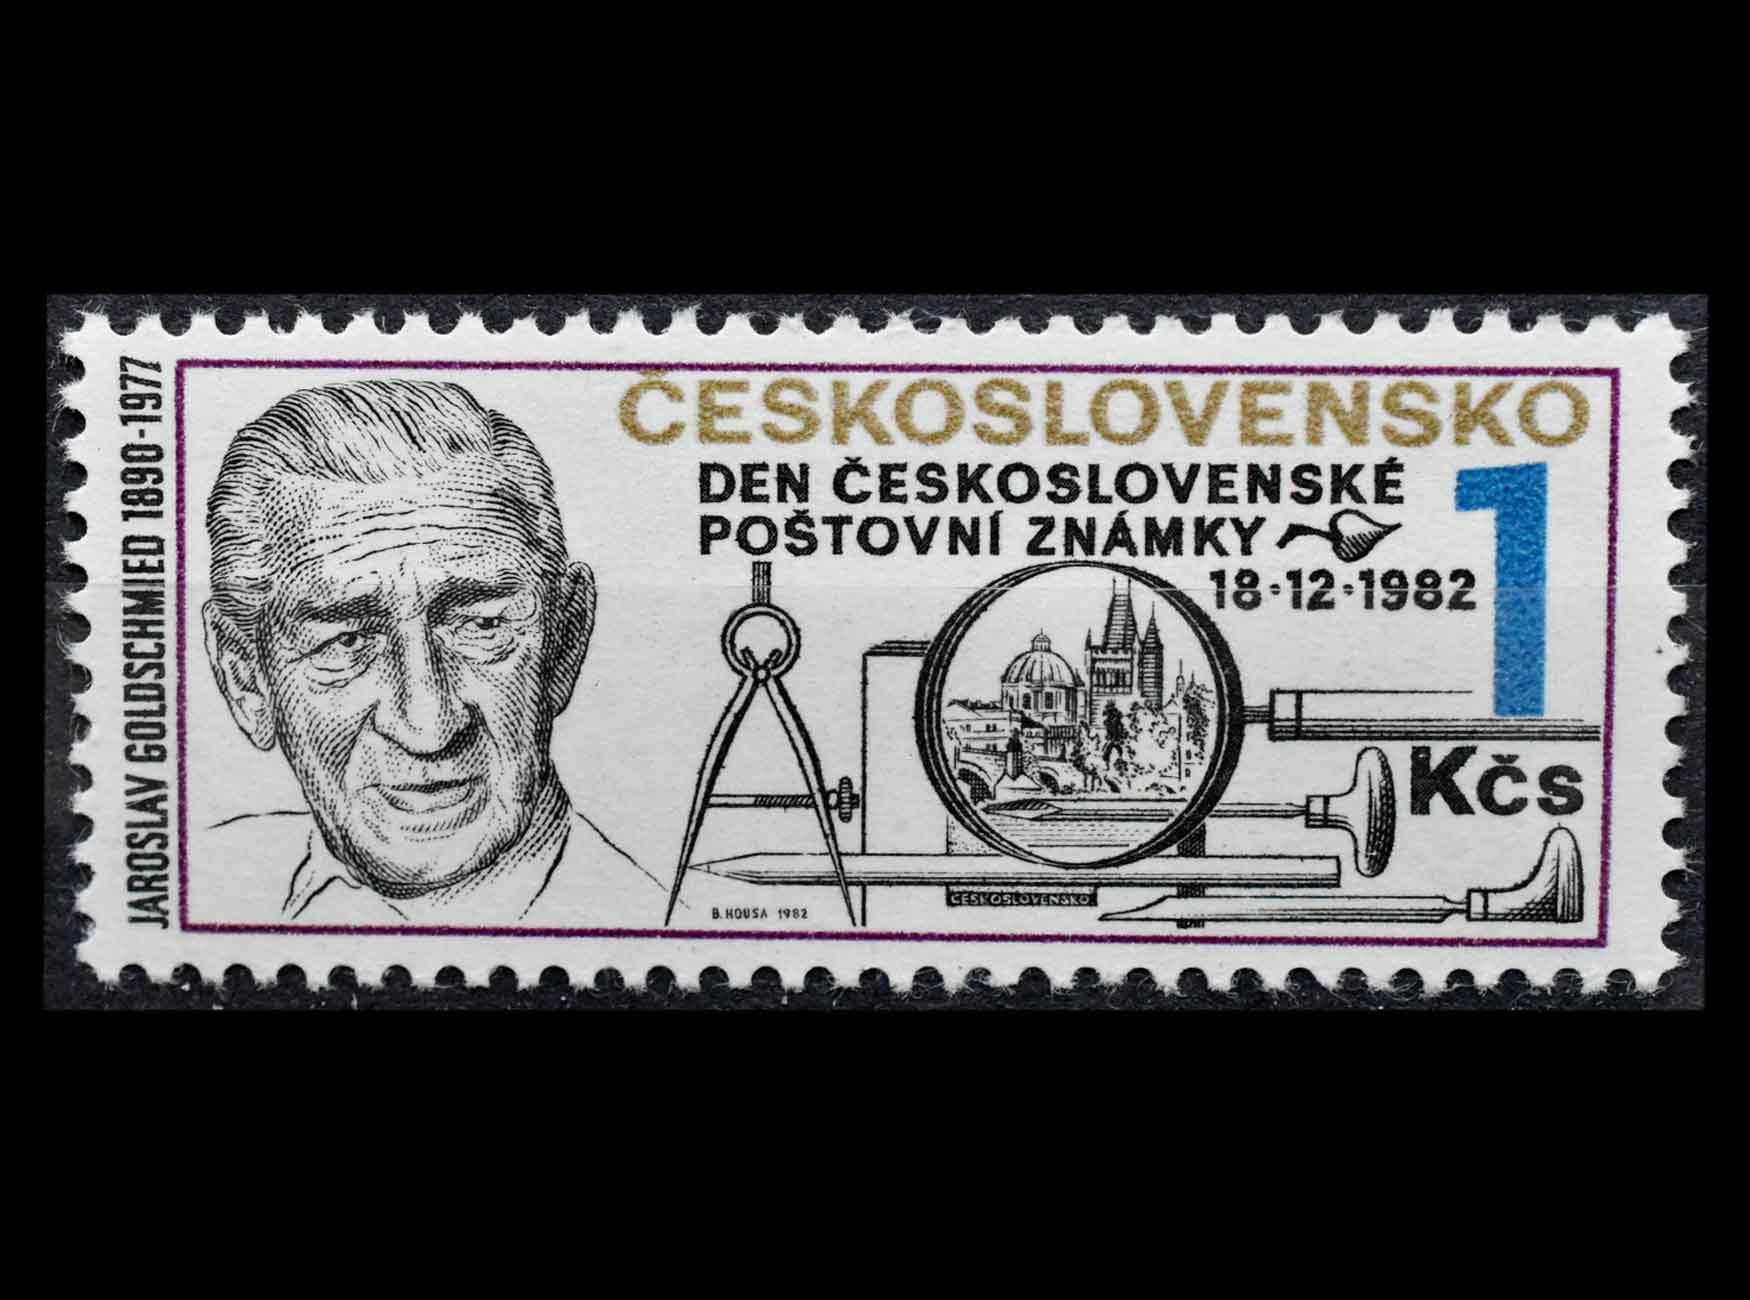 JAROSLAV GOLDSCHMIED 1890-1977
ČESKOSLOVENSKO
DEN ČESKOSLOVENSKÉ
POŠTOVNÍ ZNÁMKY
18·12·1982
1
Kčs
ČESKOSLOVENSKO
B. HOUSA 1982